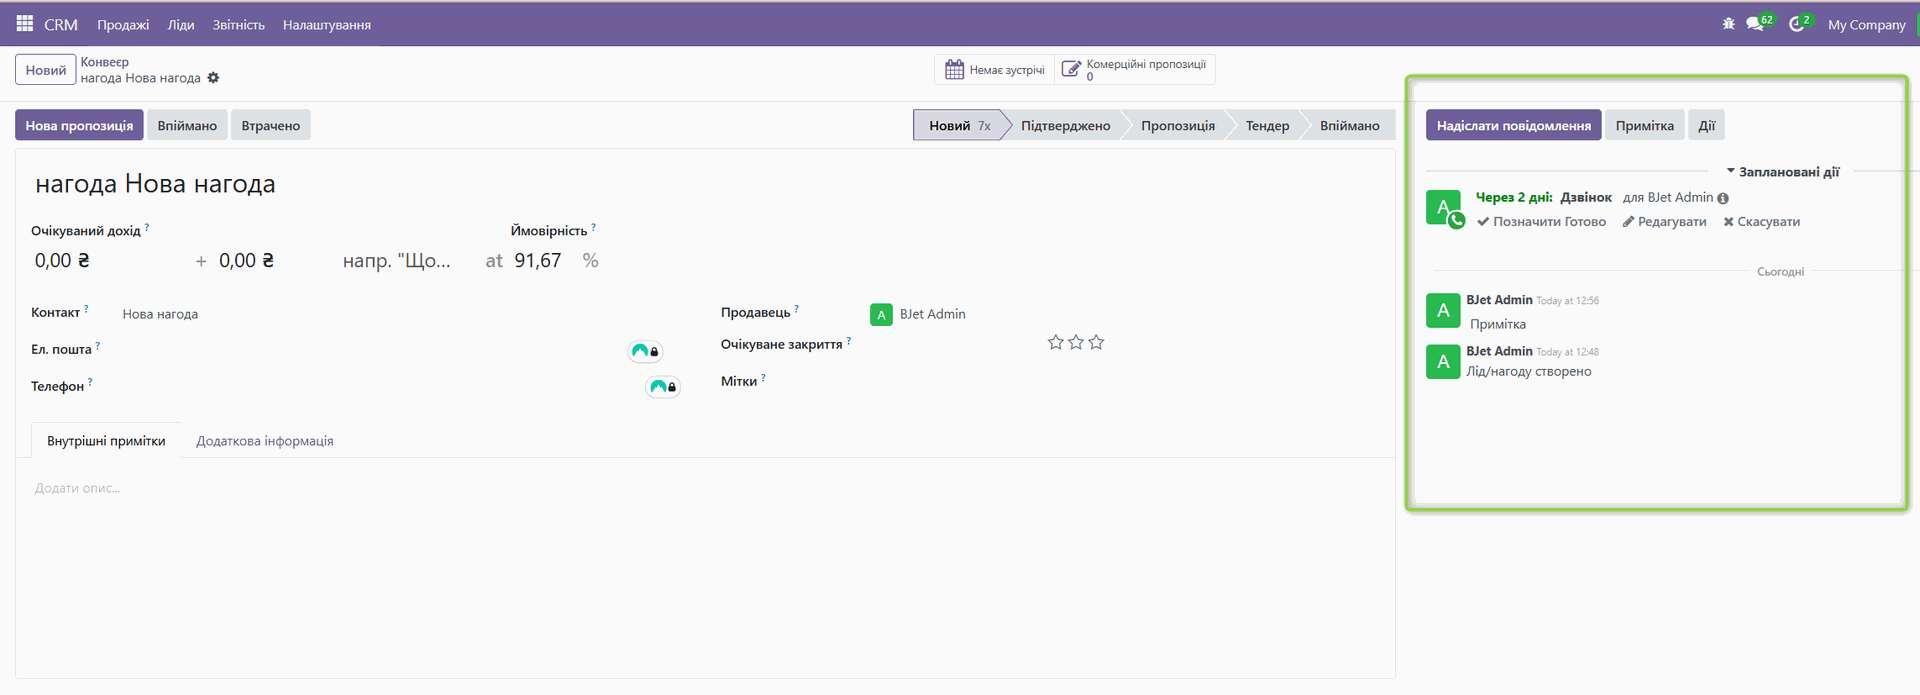 CRM Продажі Ліди Звітність Налаштування 62 2 My Company
Новий Конвеєр
нагода Нова нагода
Немає зустрічі
Комерційні пропозиції
0
Нова пропозиція Впіймано Втрачено
Новий 7x Підтверджено Пропозиція Тендер Впіймано
нагода Нова нагода
Очікуваний дохід ? Ймовірність ?
0,00 ₴ + 0,00 ₴ напр. "Що... at 91,67 %
Контакт ? Нова нагода
Ел. пошта ?
Телефон ?
Продавець ? A BJet Admin
Очікуване закриття ?
Мітки ?
Внутрішні примітки Додаткова інформація
Додати опис...
Надіслати повідомлення Примітка Дії
Заплановані дії
A Через 2 дні: Дзвінок для BJet Admin
Позначити Готово Редагувати Скасувати
Сьогодні
A BJet Admin Today at 12:56
Примітка
A BJet Admin Today at 12:48
Лід/нагоду створено